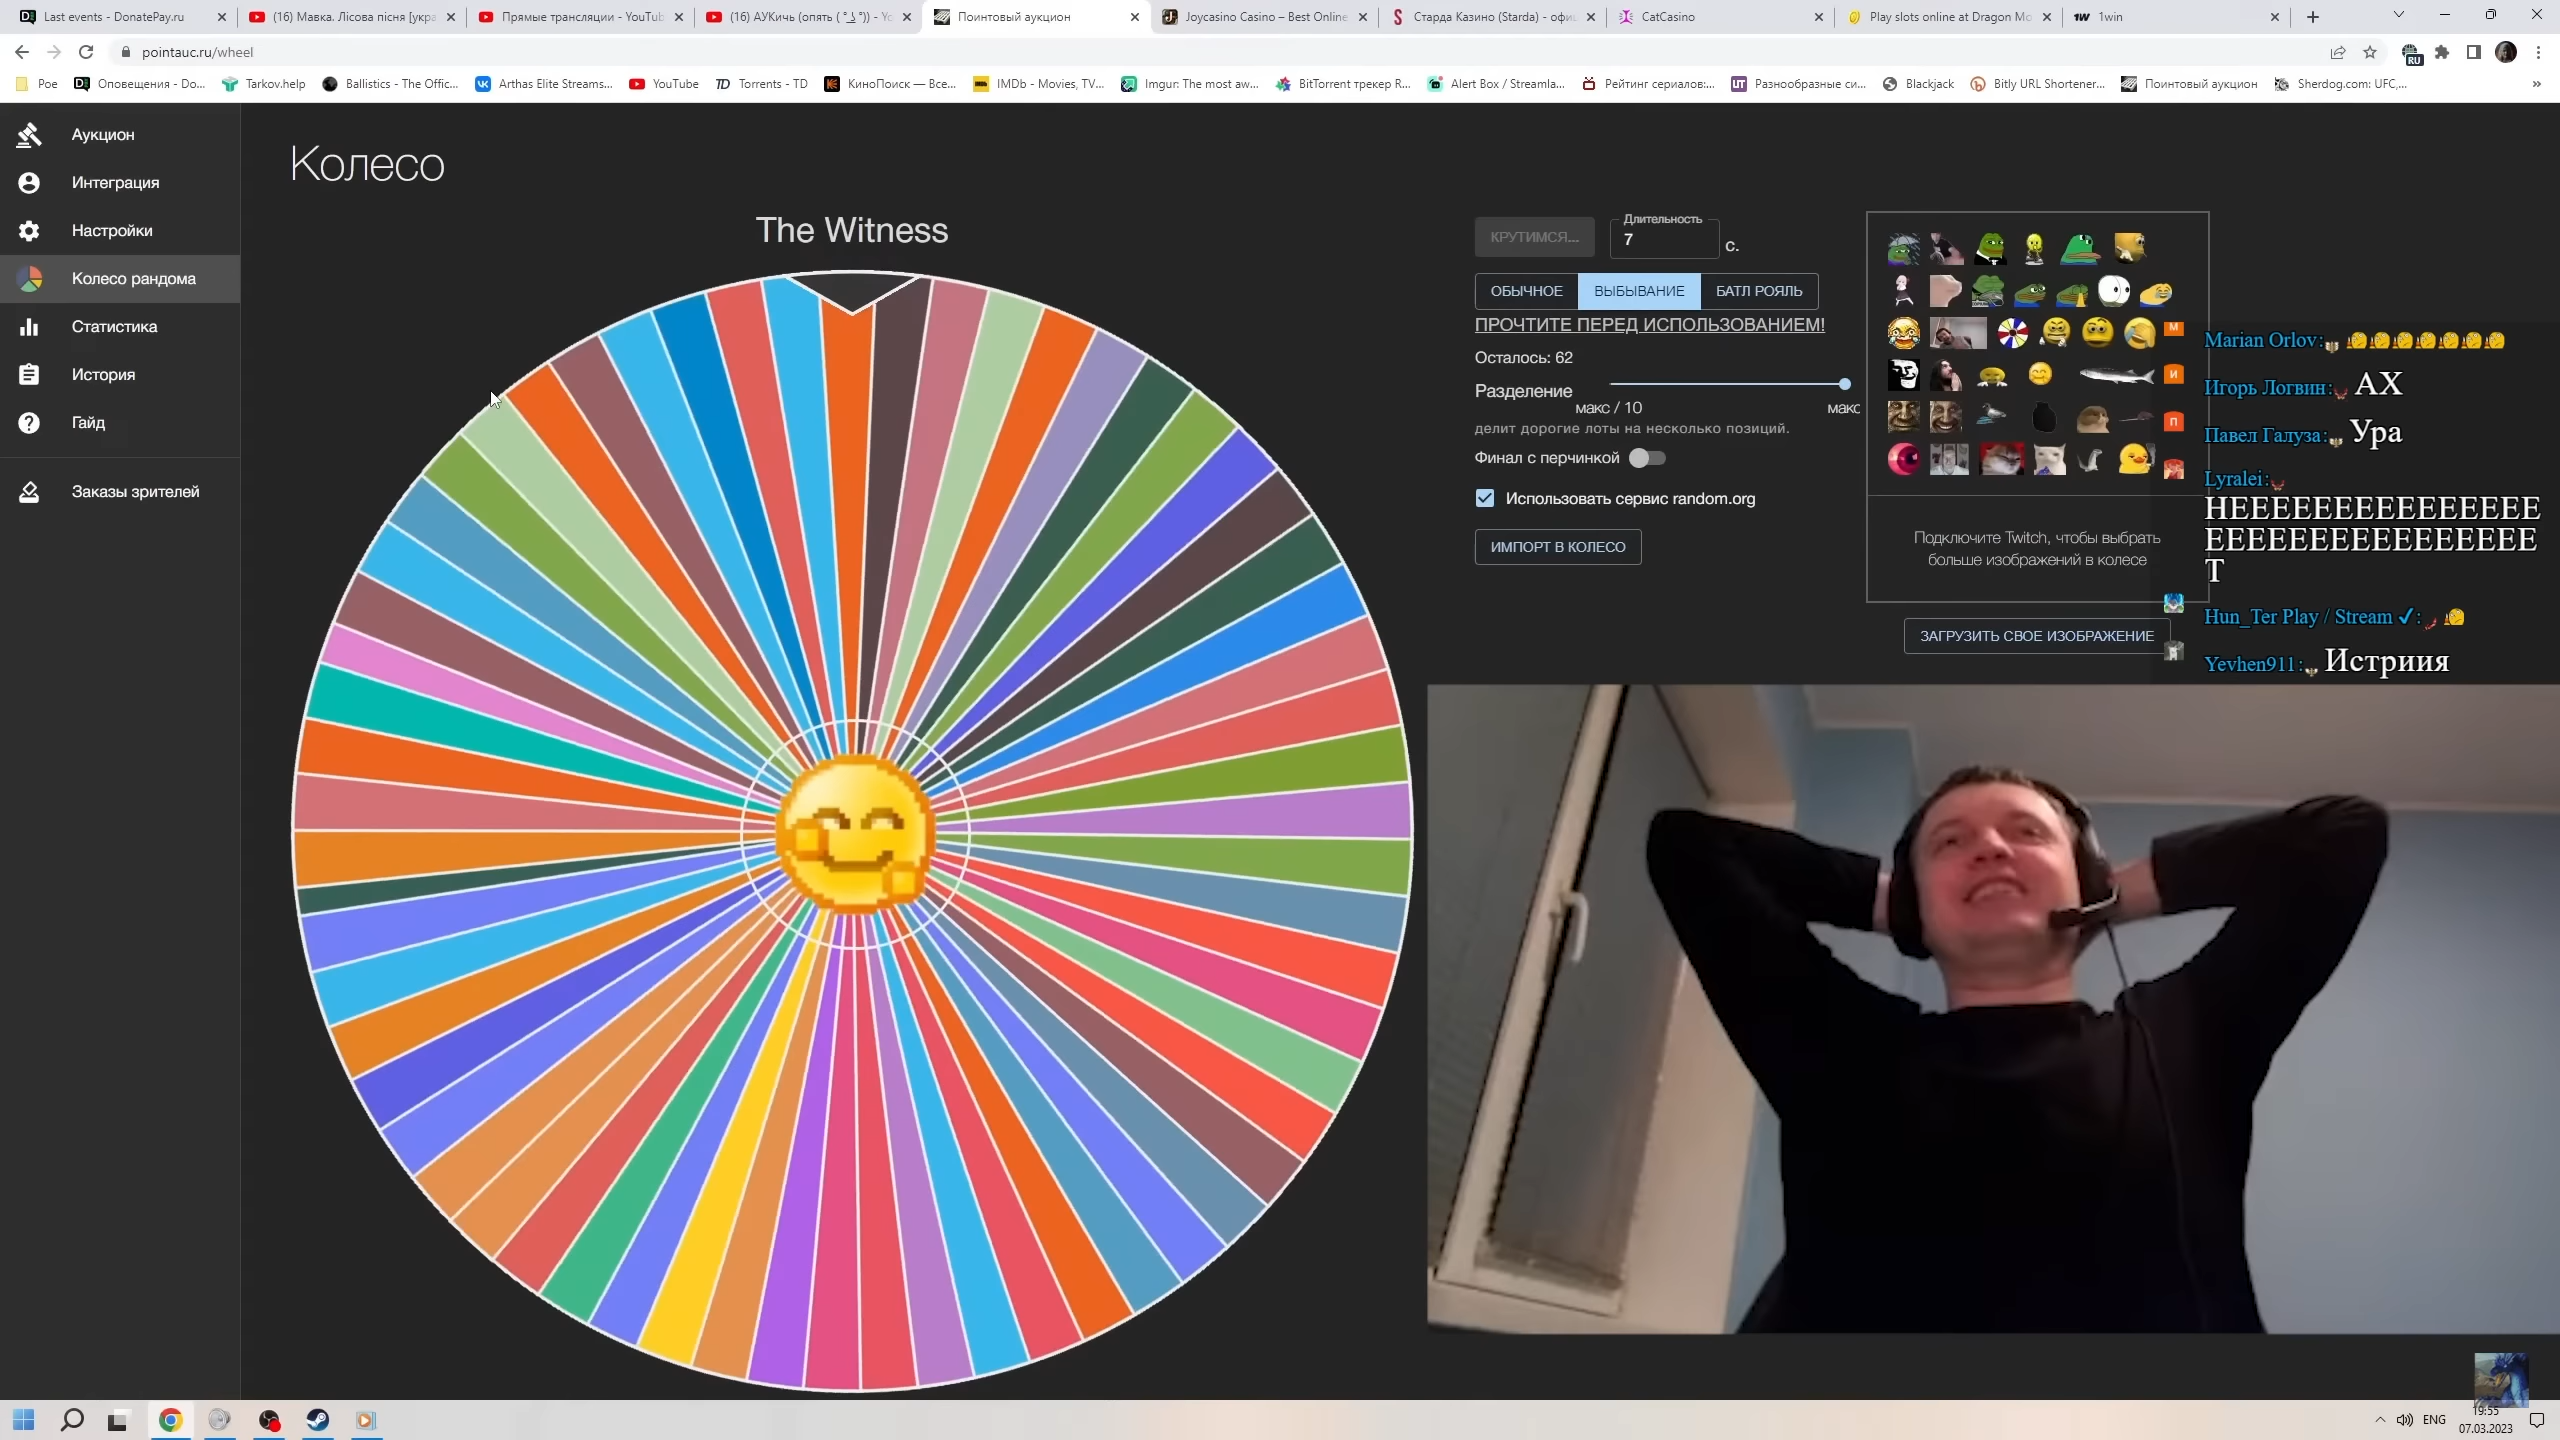 Last events - DonatePay.ru
(16) Мавка. Лісова пісня [укра
Прямые трансляции - YouTub
(16) АУКичь (опять ( ͡° ͜ʖ ͡°)) - Yo
Поинтовый аукцион
Joycasino Casino – Best Online
Старда Казино (Starda) - офи
CatCasino
Play slots online at Dragon Mo
1win
pointauc.ru/wheel
RU
Poe
Оповещения - Do...
Tarkov.help
Ballistics - The Offic...
Arthas Elite Streams...
YouTube
Torrents - TD
КиноПоиск — Все...
IMDb - Movies, TV...
Imgur: The most aw...
BitTorrent трекер R...
Alert Box / Streamla...
Рейтинг сериалов:...
Разнообразные си...
Blackjack
Bitly URL Shortener...
Поинтовый аукцион
Sherdog.com: UFC,...
Аукцион
Интеграция
Настройки
Колесо рандома
Статистика
История
Гайд
Заказы зрителей
Колесо
The Witness
КРУТИМСЯ...
Длительность
7
с.
ОБЫЧНОЕ
ВЫБЫВАНИЕ
БАТЛ РОЯЛЬ
ПРОЧТИТЕ ПЕРЕД ИСПОЛЬЗОВАНИЕМ!
Осталось: 62
Разделение
макс / 10
макс
делит дорогие лоты на несколько позиций.
Финал с перчинкой
Использовать сервис random.org
ИМПОРТ В КОЛЕСО
Подключите Twitch, чтобы выбрать
больше изображений в колесе
ЗАГРУЗИТЬ СВОЕ ИЗОБРАЖЕНИЕ
М
Marian Orlov:
И
Игорь Логвин: АХ
П
Павел Галуза: Ура
Lyralei:
НЕЕЕЕЕЕЕЕЕЕЕЕЕЕ
ЕЕЕЕЕЕЕЕЕЕЕЕЕЕЕЕ
Т
Hun_Ter Play / Stream ✓:
Yevhen911: Истриия
ENG
19:55
07.03.2023